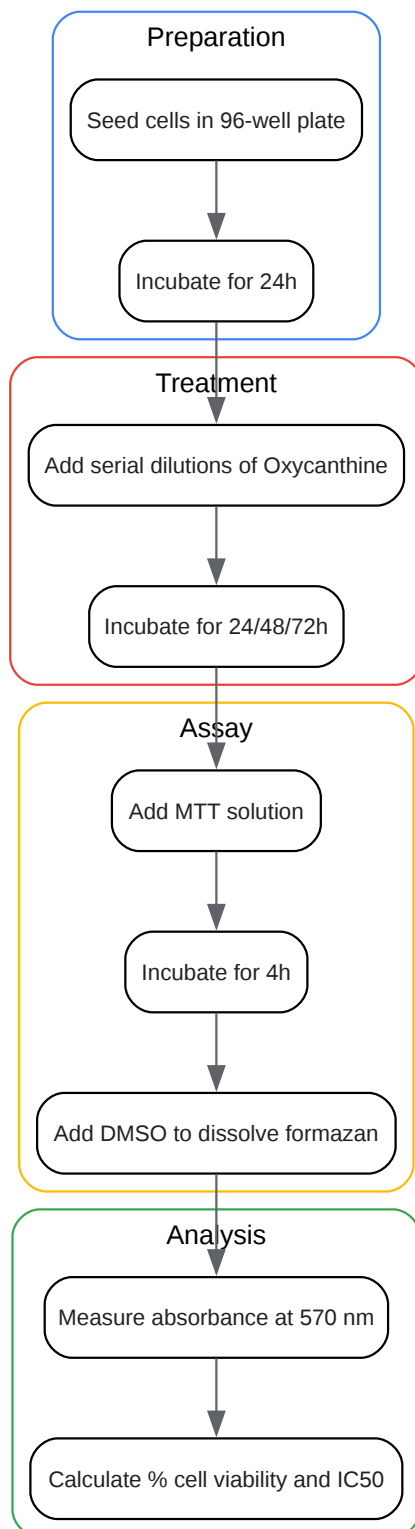 Preparation
Seed cells in 96-well plate
Incubate for 24h
Treatment
Add serial dilutions of Oxycanthine
Incubate for 24/48/72h
Assay
Add MTT solution
Incubate for 4h
Add DMSO to dissolve formazan
Analysis
Measure absorbance at 570 nm
Calculate % cell viability and IC50